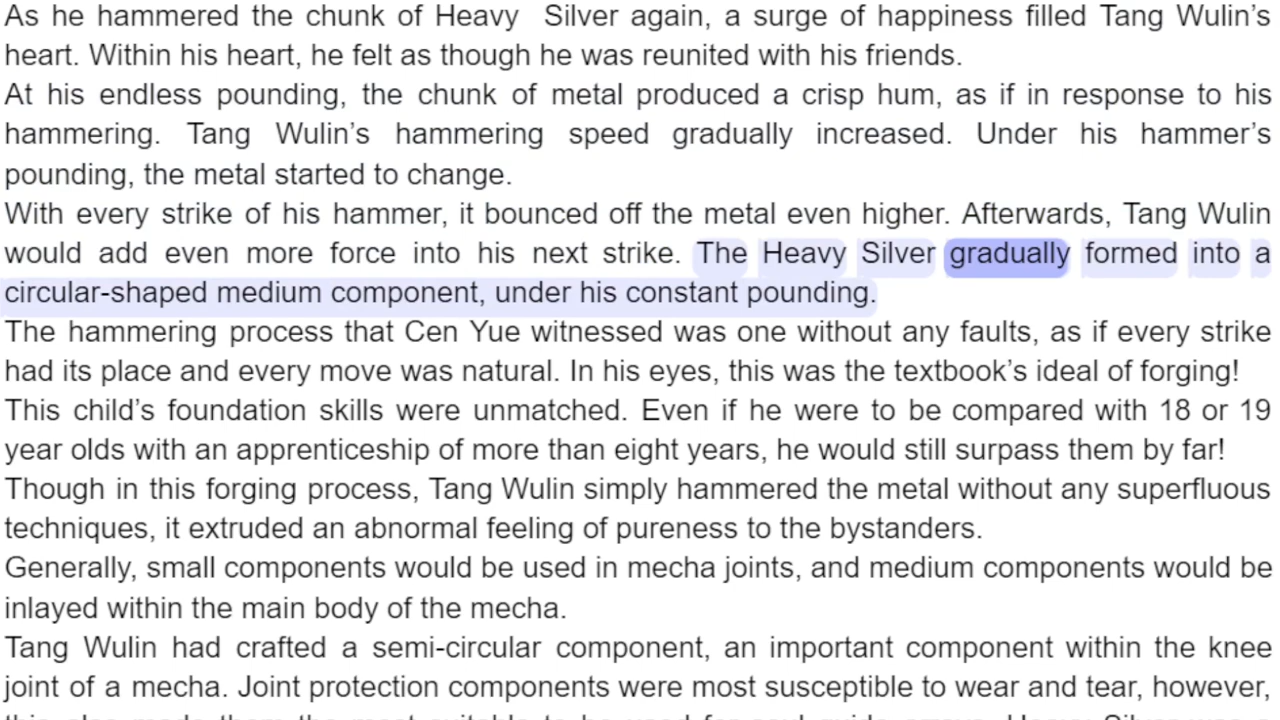 As he hammered the chunk of Heavy Silver again, a surge of happiness filled Tang Wulin's
heart. Within his heart, he felt as though he was reunited with his friends.
At his endless pounding, the chunk of metal produced a crisp hum, as if in response to his
hammering. Tang Wulin's hammering speed gradually increased. Under his hammer's
pounding, the metal started to change.
With every strike of his hammer, it bounced off the metal even higher. Afterwards, Tang Wulin
would add even more force into his next strike. The Heavy Silver gradually formed into a
circular-shaped medium component, under his constant pounding.
The hammering process that Cen Yue witnessed was one without any faults, as if every strike
had its place and every move was natural. In his eyes, this was the textbook's ideal of forging!
This child's foundation skills were unmatched. Even if he were to be compared with 18 or 19
year olds with an apprenticeship of more than eight years, he would still surpass them by far!
Though in this forging process, Tang Wulin simply hammered the metal without any superfluous
techniques, it extruded an abnormal feeling of pureness to the bystanders.
Generally, small components would be used in mecha joints, and medium components would be
inlayed within the main body of the mecha.
Tang Wulin had crafted a semi-circular component, an important component within the knee
joint of a mecha. Joint protection components were most susceptible to wear and tear, however,